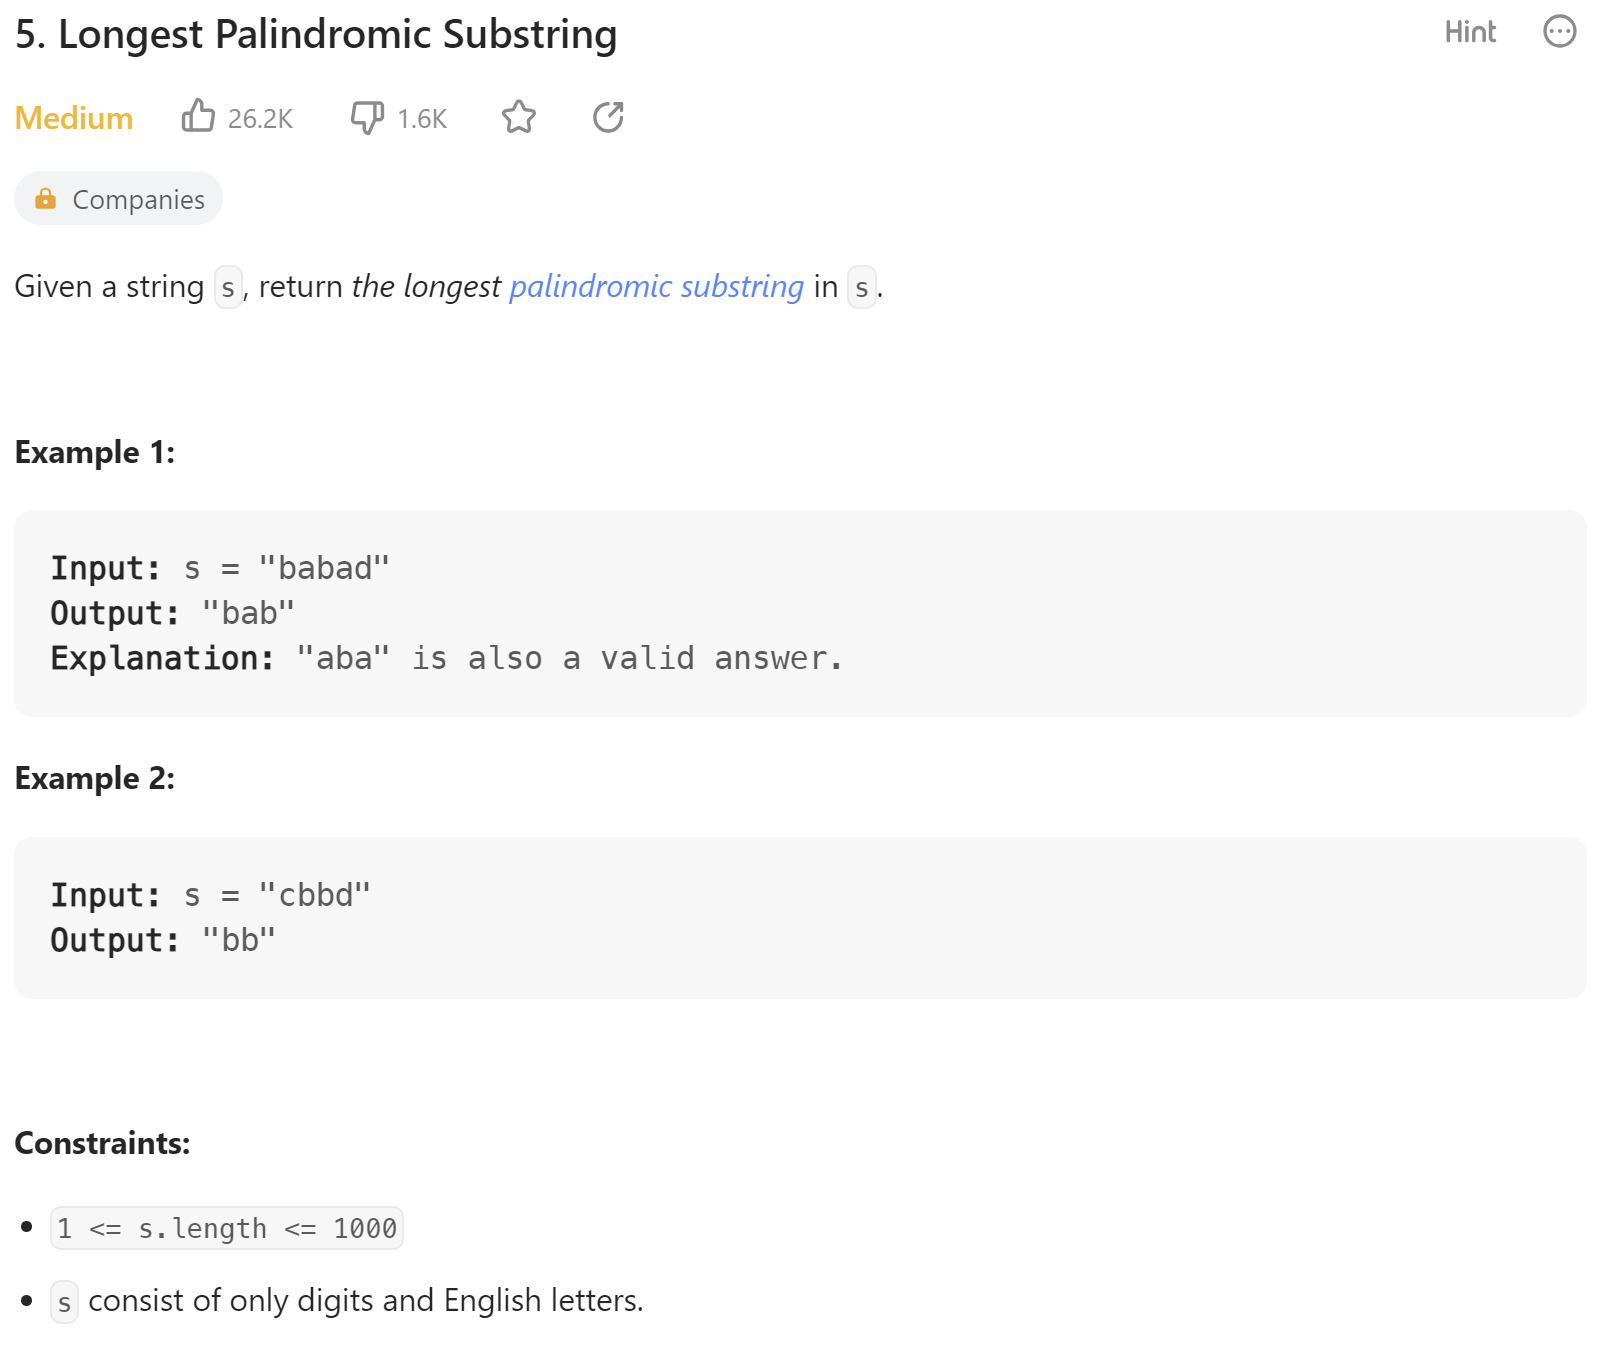 5. Longest Palindromic Substring
Hint
Medium 26.2K 1.6K
Companies
Given a string s, return the longest palindromic substring in s.
Example 1:
Input: s = "babad"
Output: "bab"
Explanation: "aba" is also a valid answer.
Example 2:
Input: s = "cbbd"
Output: "bb"
Constraints:
• 1 <= s.length <= 1000
• s consist of only digits and English letters.